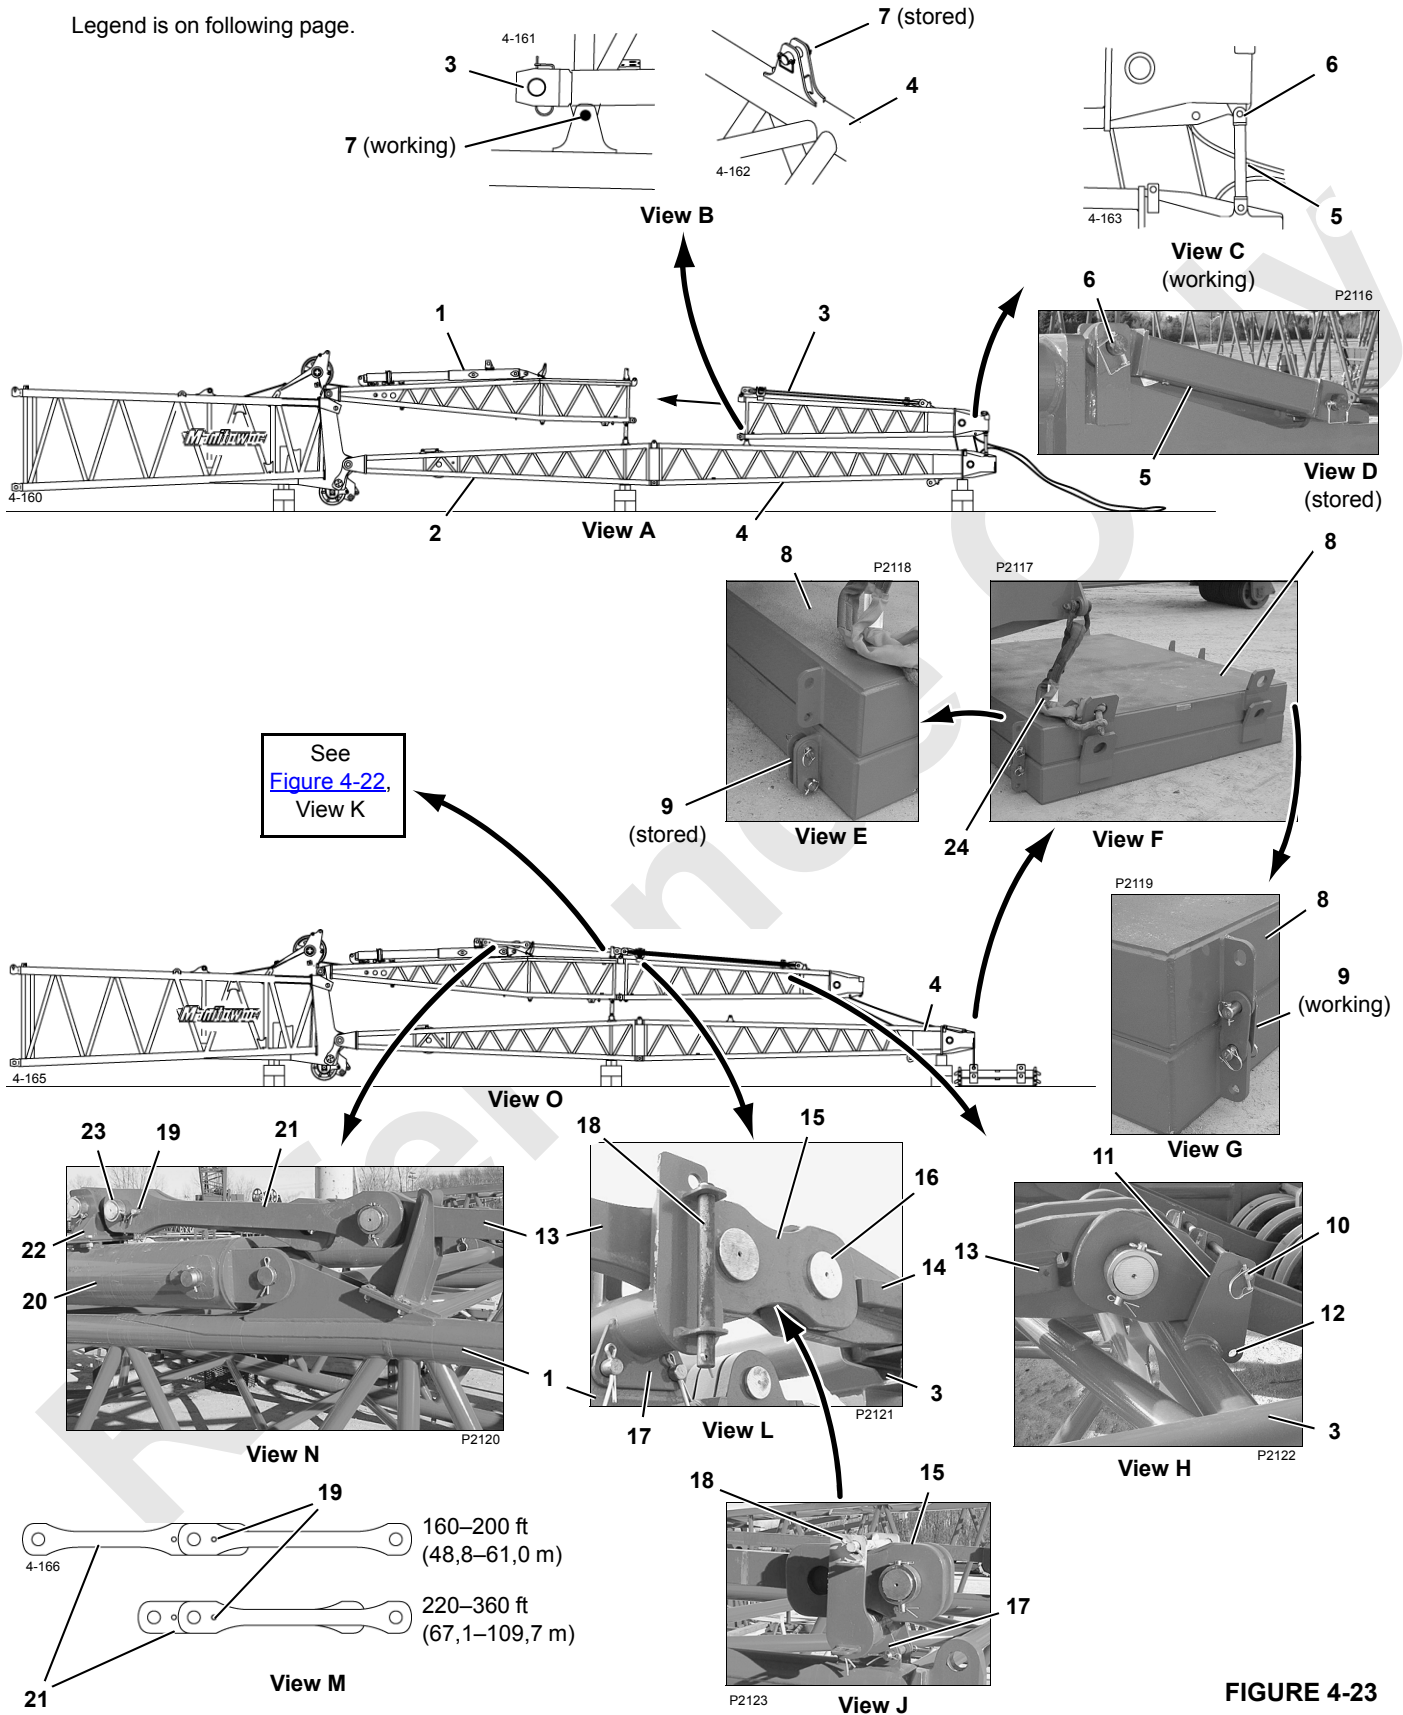 Legend is on following page.
4-161
3
7 (working)
7 (stored)
4
4-162
View B
6
4-163
5
View C
(working)
P2116
6
5
View D
(stored)
1
3
Manitowoc
4-160
2
View A
4
8
P2118
9
(stored)
View E
P2117
8
24
View F
See
Figure 4-22,
View K
P2119
8
9
(working)
View G
Manitowoc
4
4-165
View O
23
19
21
22
20
13
1
P2120
View N
18
15
16
14
3
17
P2121
View L
11
10
13
12
3
P2122
View H
19
4-166
160–200 ft
(48,8–61,0 m)
220–360 ft
(67,1–109,7 m)
21
View M
18
15
17
P2123
View J
FIGURE 4-23
Reference Only